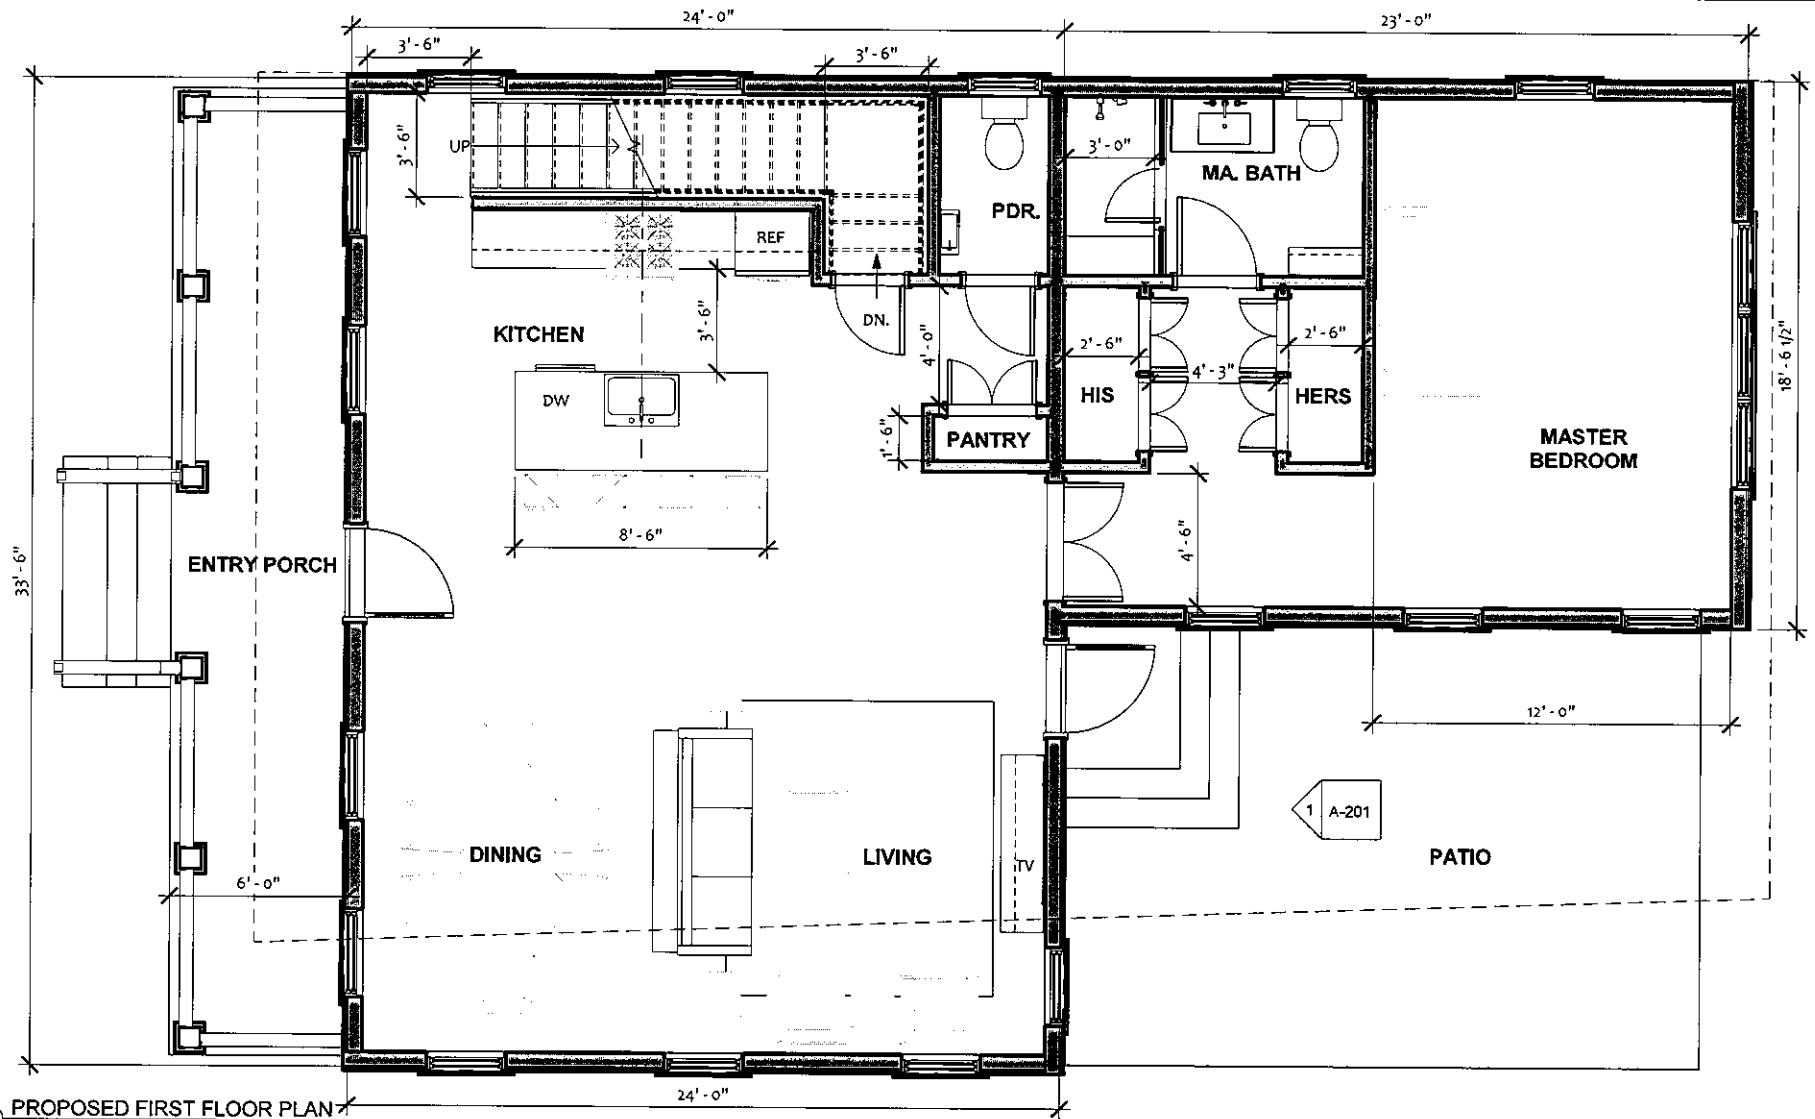 24'-0"
23'-0"
3'-6"
3'-6"
3'-6"
UP
3'-0"
MA. BATH
PDR.
REF
DN.
KITCHEN
3'-6"
4'-0"
2'-6"
4'-3"
2'-6"
HIS
HERS
18'-6 1/2"
DW
PANTRY
1'-6"
MASTER
BEDROOM
8'-6"
4'-6"
33'-6"
ENTRY PORCH
12'-0"
1
A-201
DINING
LIVING
TV
PATIO
6'-0"
24'-0"
PROPOSED FIRST FLOOR PLAN